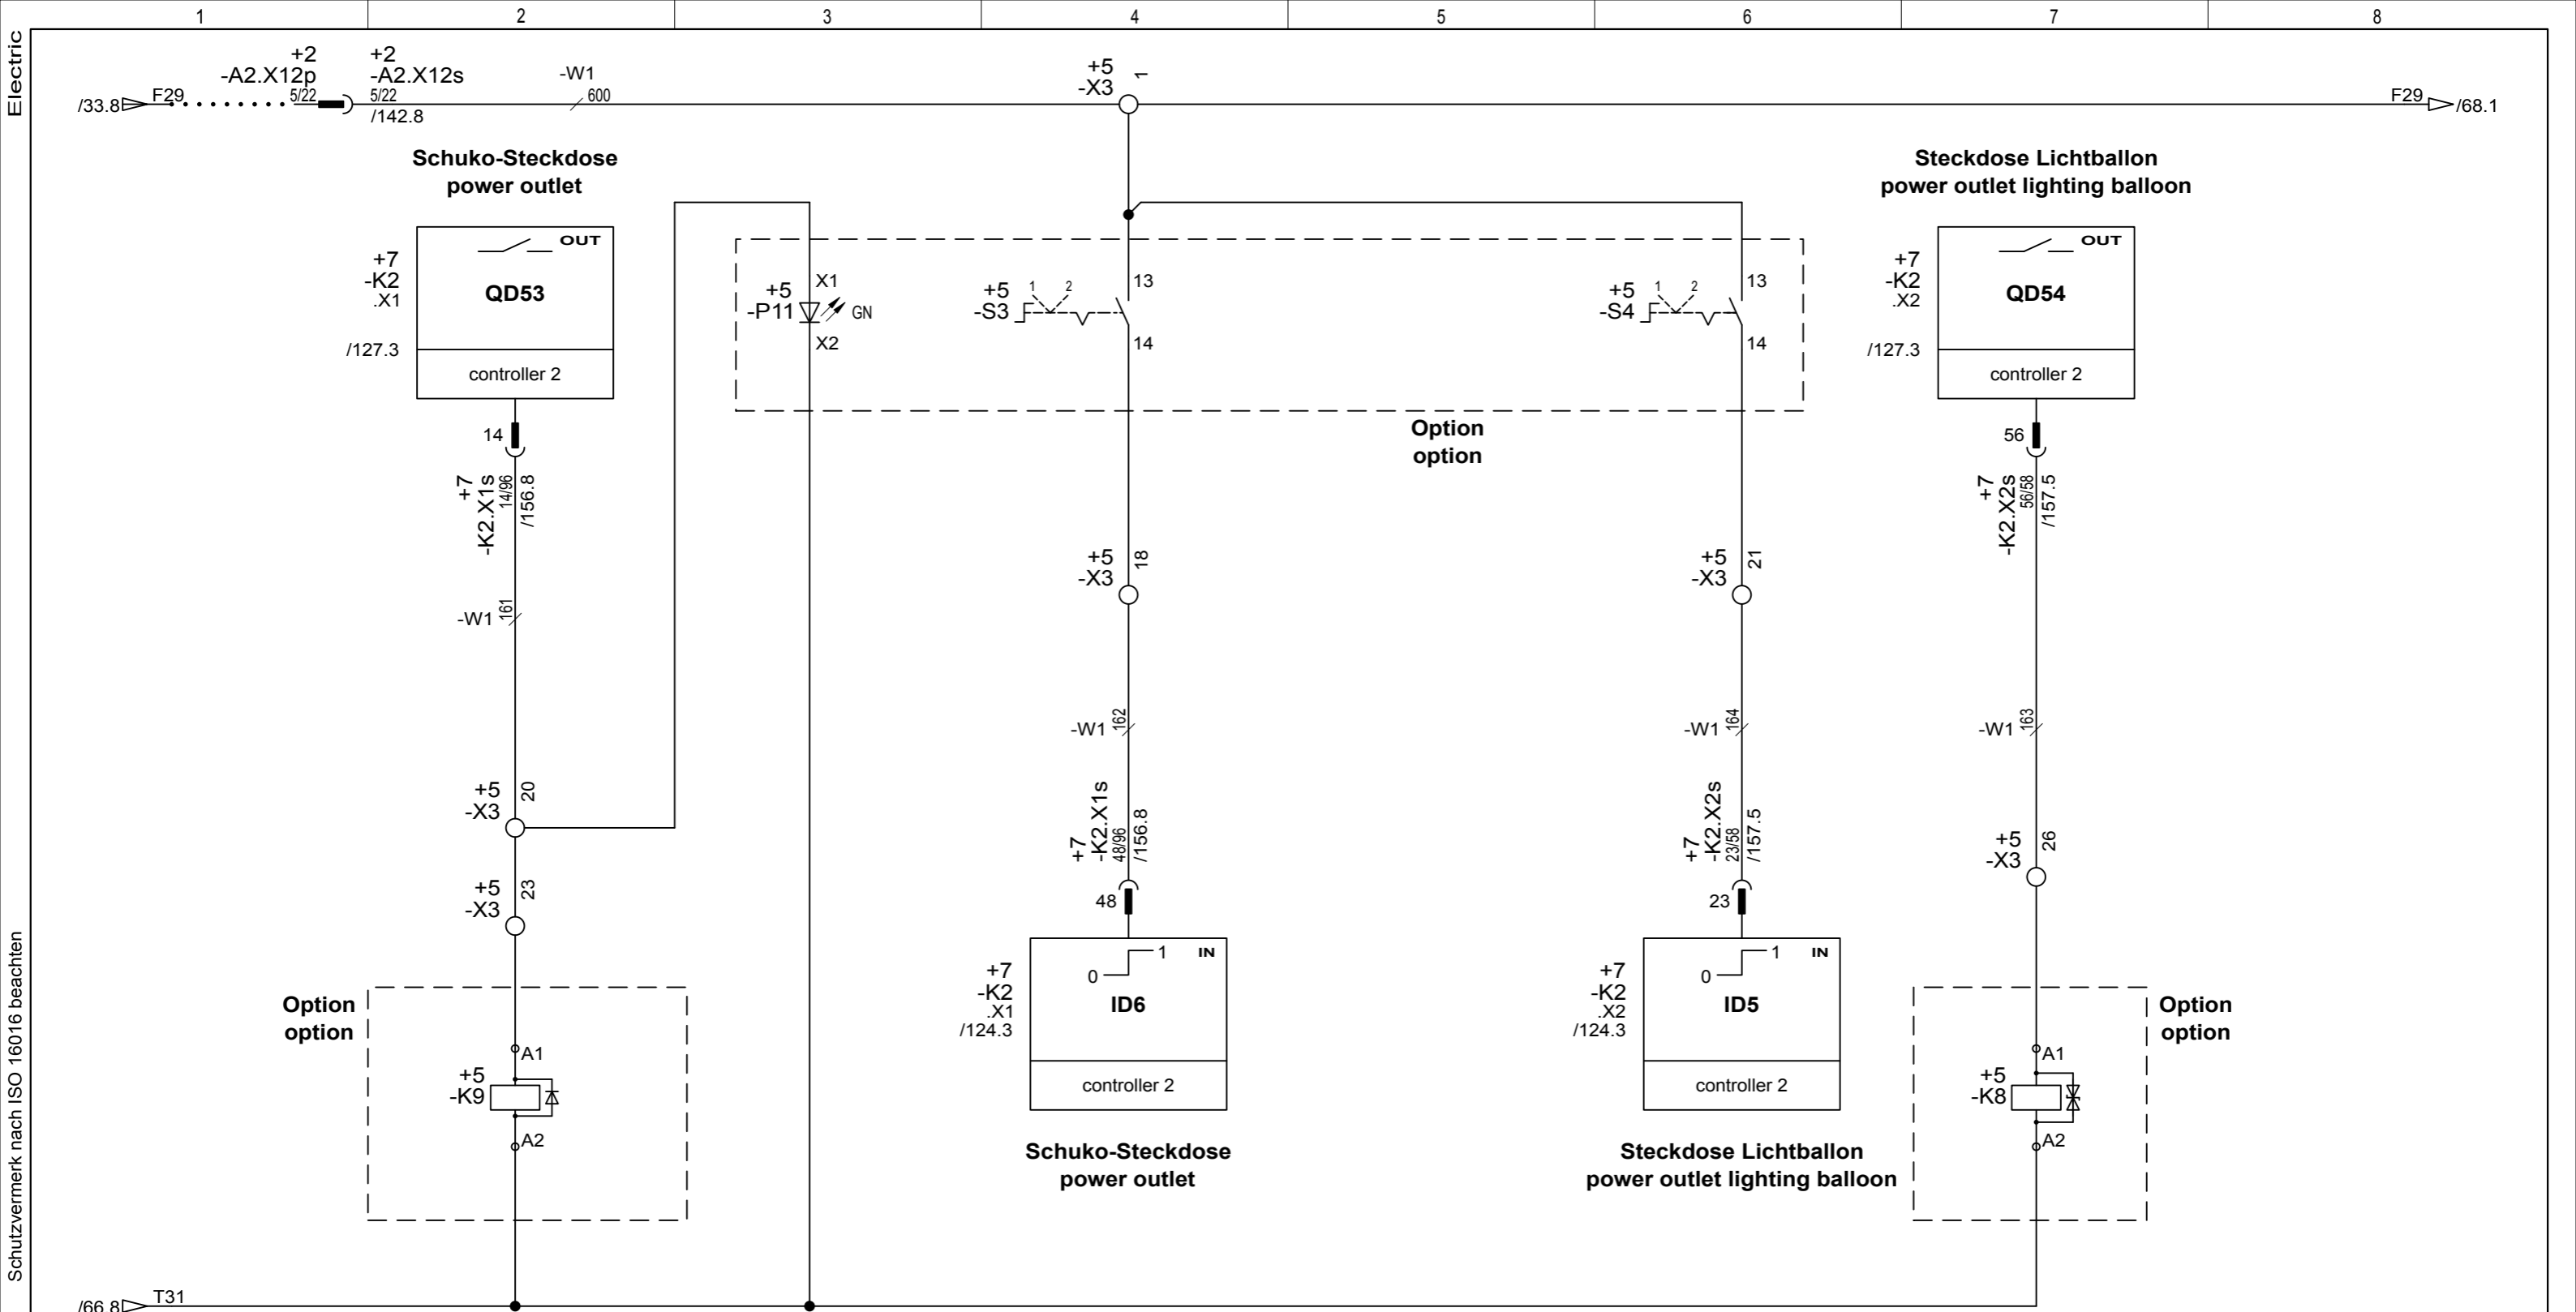 1 2 3 4 5 6 7 8
Electric
+2
-A2.X12p
5/22
+2
-A2.X12s
5/22
/142.8
-W1
600
+5
-X3
1
/33.8
F29
F29
/68.1
Schuko-Steckdose
power outlet
Steckdose Lichtballon
power outlet lighting balloon
+7
-K2
.X1
/127.3
OUT
QD53
controller 2
+5
-P11
X1
X2
GN
+5
-S3
1 2
13
14
+5
-S4
1 2
13
14
+7
-K2
.X2
/127.3
OUT
QD54
controller 2
Option
option
14
+7
-K2.X1s
14/96
/156.8
56
+7
-K2.X2s
56/58
/157.5
-W1
161
+5
-X3
18
+5
-X3
21
-W1
162
-W1
164
-W1
163
+5
-X3
20
+5
-X3
23
+7
-K2.X1s
48/96
/156.8
48
+7
-K2.X2s
23/58
/157.5
23
+5
-X3
26
Option
option
A1
+5
-K9
A2
+7
-K2
.X1
/124.3
0 1
IN
ID6
controller 2
Schuko-Steckdose
power outlet
+7
-K2
.X2
/124.3
0 1
IN
ID5
controller 2
Steckdose Lichtballon
power outlet lighting balloon
Option
option
A1
+5
-K8
A2
Schutzvermerk nach ISO 16016 beachten
/66.8
T31